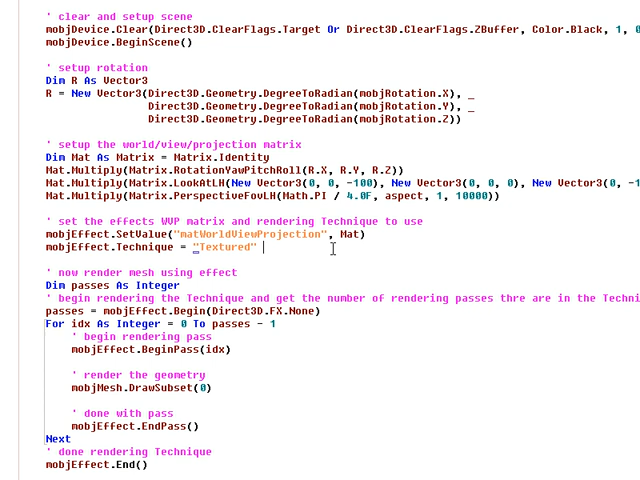 ' clear and setup scene
mobjDevice.Clear(Direct3D.ClearFlags.Target Or Direct3D.ClearFlags.ZBuffer, Color.Black, 1, 0
mobjDevice.BeginScene()
' setup rotation
Dim R As Vector3
R = New Vector3(Direct3D.Geometry.DegreeToRadian(mobjRotation.X), _
Direct3D.Geometry.DegreeToRadian(mobjRotation.Y), _
Direct3D.Geometry.DegreeToRadian(mobjRotation.Z))
' setup the world/view/projection matrix
Dim Mat As Matrix = Matrix.Identity
Mat.Multiply(Matrix.RotationYawPitchRoll(R.X, R.Y, R.Z))
Mat.Multiply(Matrix.LookAtLH(New Vector3(0, 0, -100), New Vector3(0, 0, 0), New Vector3(0, -1
Mat.Multiply(Matrix.PerspectiveFovLH(Math.PI / 4.0F, aspect, 1, 10000))
' set the effects WVP matrix and rendering Technique to use
mobjEffect.SetValue("matWorldViewProjection", Mat)
mobjEffect.Technique = "Textured"
' now render mesh using effect
Dim passes As Integer
' begin rendering the Technique and get the number of rendering passes thre are in the Techni
passes = mobjEffect.Begin(Direct3D.FX.None)
For idx As Integer = 0 To passes - 1
' begin rendering pass
mobjEffect.BeginPass(idx)
' render the geometry
mobjMesh.DrawSubset(0)
' done with pass
mobjEffect.EndPass()
Next
' done rendering Technique
mobjEffect.End()